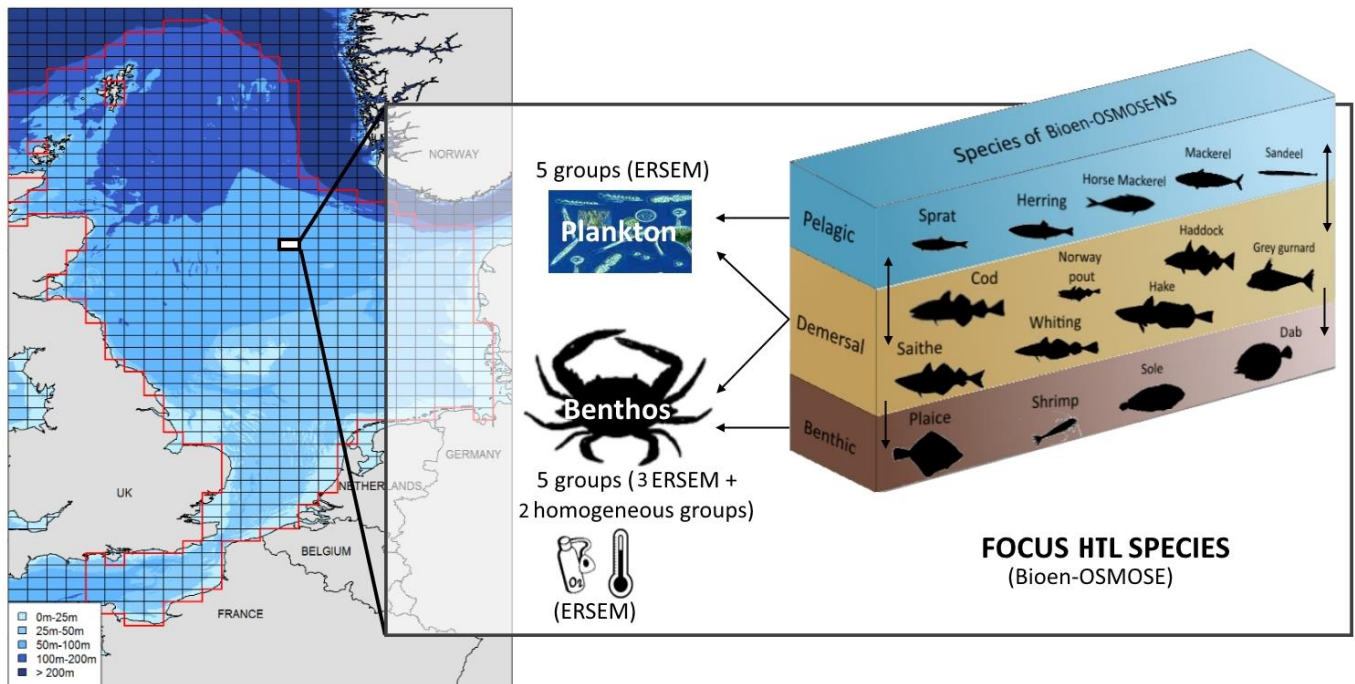 NORWAY
UK
NETHERLANDS
GERMANY
BELGIUM
FRANCE
0m-25m
25m-50m
50m-100m
100m-200m
> 200m
5 groups (ERSEM)
Plankton
Benthos
5 groups (3 ERSEM +
2 homogeneous groups)
O2
(ERSEM)
Species of Bioen-OSMOSE-NS
Pelagic
Sprat
Herring
Horse Mackerel
Mackerel
Sandeel
Demersal
Cod
Norway
pout
Haddock
Grey gurnard
Saithe
Whiting
Hake
Benthic
Plaice
Shrimp
Sole
Dab
FOCUS HTL SPECIES
(Bioen-OSMOSE)